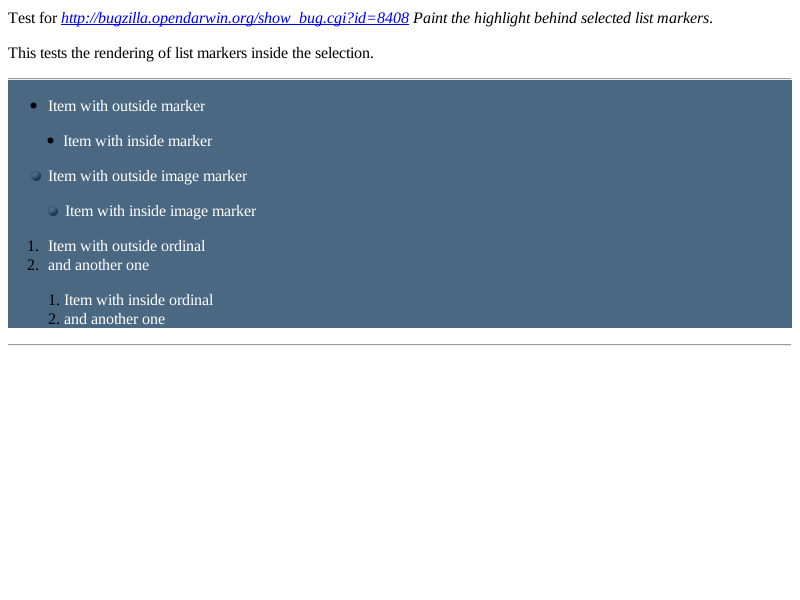 Test for http://bugzilla.opendarwin.org/show_bug.cgi?id=8408 Paint the highlight behind selected list markers.
This tests the rendering of list markers inside the selection.
• Item with outside marker
• Item with inside marker
Item with outside image marker
Item with inside image marker
1. Item with outside ordinal
2. and another one
1. Item with inside ordinal
2. and another one